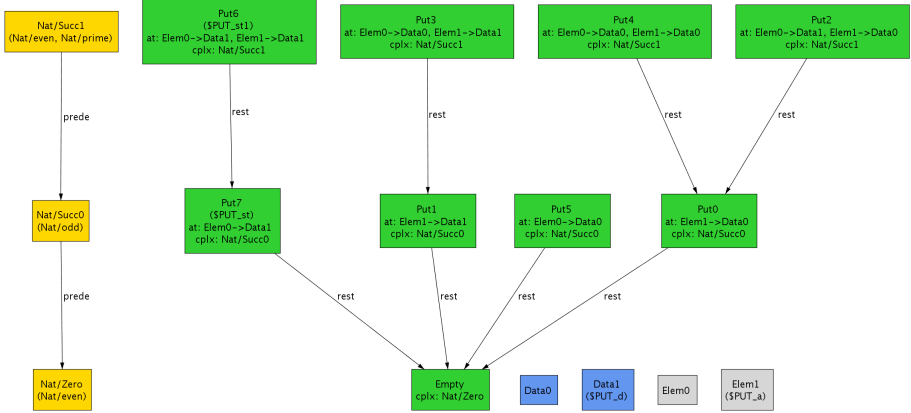 Nat/Succ1
(Nat/even, Nat/prime)
Put6
($PUT_st1)
at: Elem0->Data1, Elem1->Data1
cplx: Nat/Succ1
Put3
at: Elem0->Data0, Elem1->Data1
cplx: Nat/Succ1
Put4
at: Elem0->Data0, Elem1->Data0
cplx: Nat/Succ1
Put2
at: Elem0->Data1, Elem1->Data0
cplx: Nat/Succ1
prede
rest
rest
rest
rest
Nat/Succ0
(Nat/odd)
Put7
($PUT_st)
at: Elem0->Data1
cplx: Nat/Succ0
Put1
at: Elem1->Data1
cplx: Nat/Succ0
Put5
at: Elem0->Data0
cplx: Nat/Succ0
Put0
at: Elem1->Data0
cplx: Nat/Succ0
prede
rest
rest
rest
rest
Nat/Zero
(Nat/even)
Empty
cplx: Nat/Zero
Data0
Data1
($PUT_d)
Elem0
Elem1
($PUT_a)